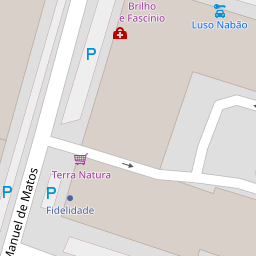 Brilho
e Fascínio
Luso Nabão
P
Terra Natura
P
P
Fidelidade
Manuel de Matos